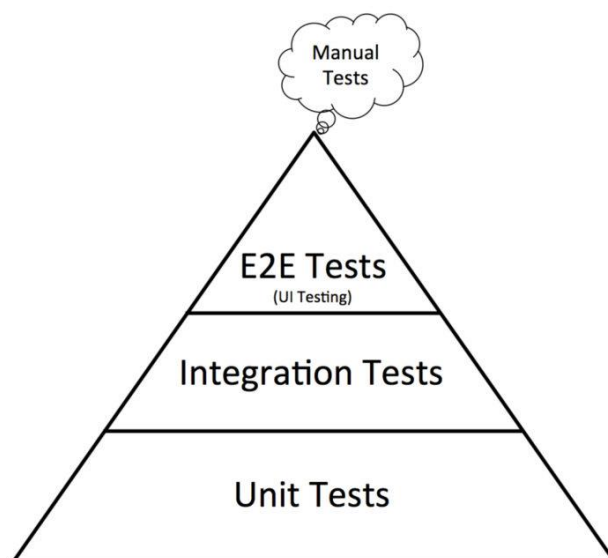 Manual
Tests
E2E Tests
(UI Testing)
Integration Tests
Unit Tests